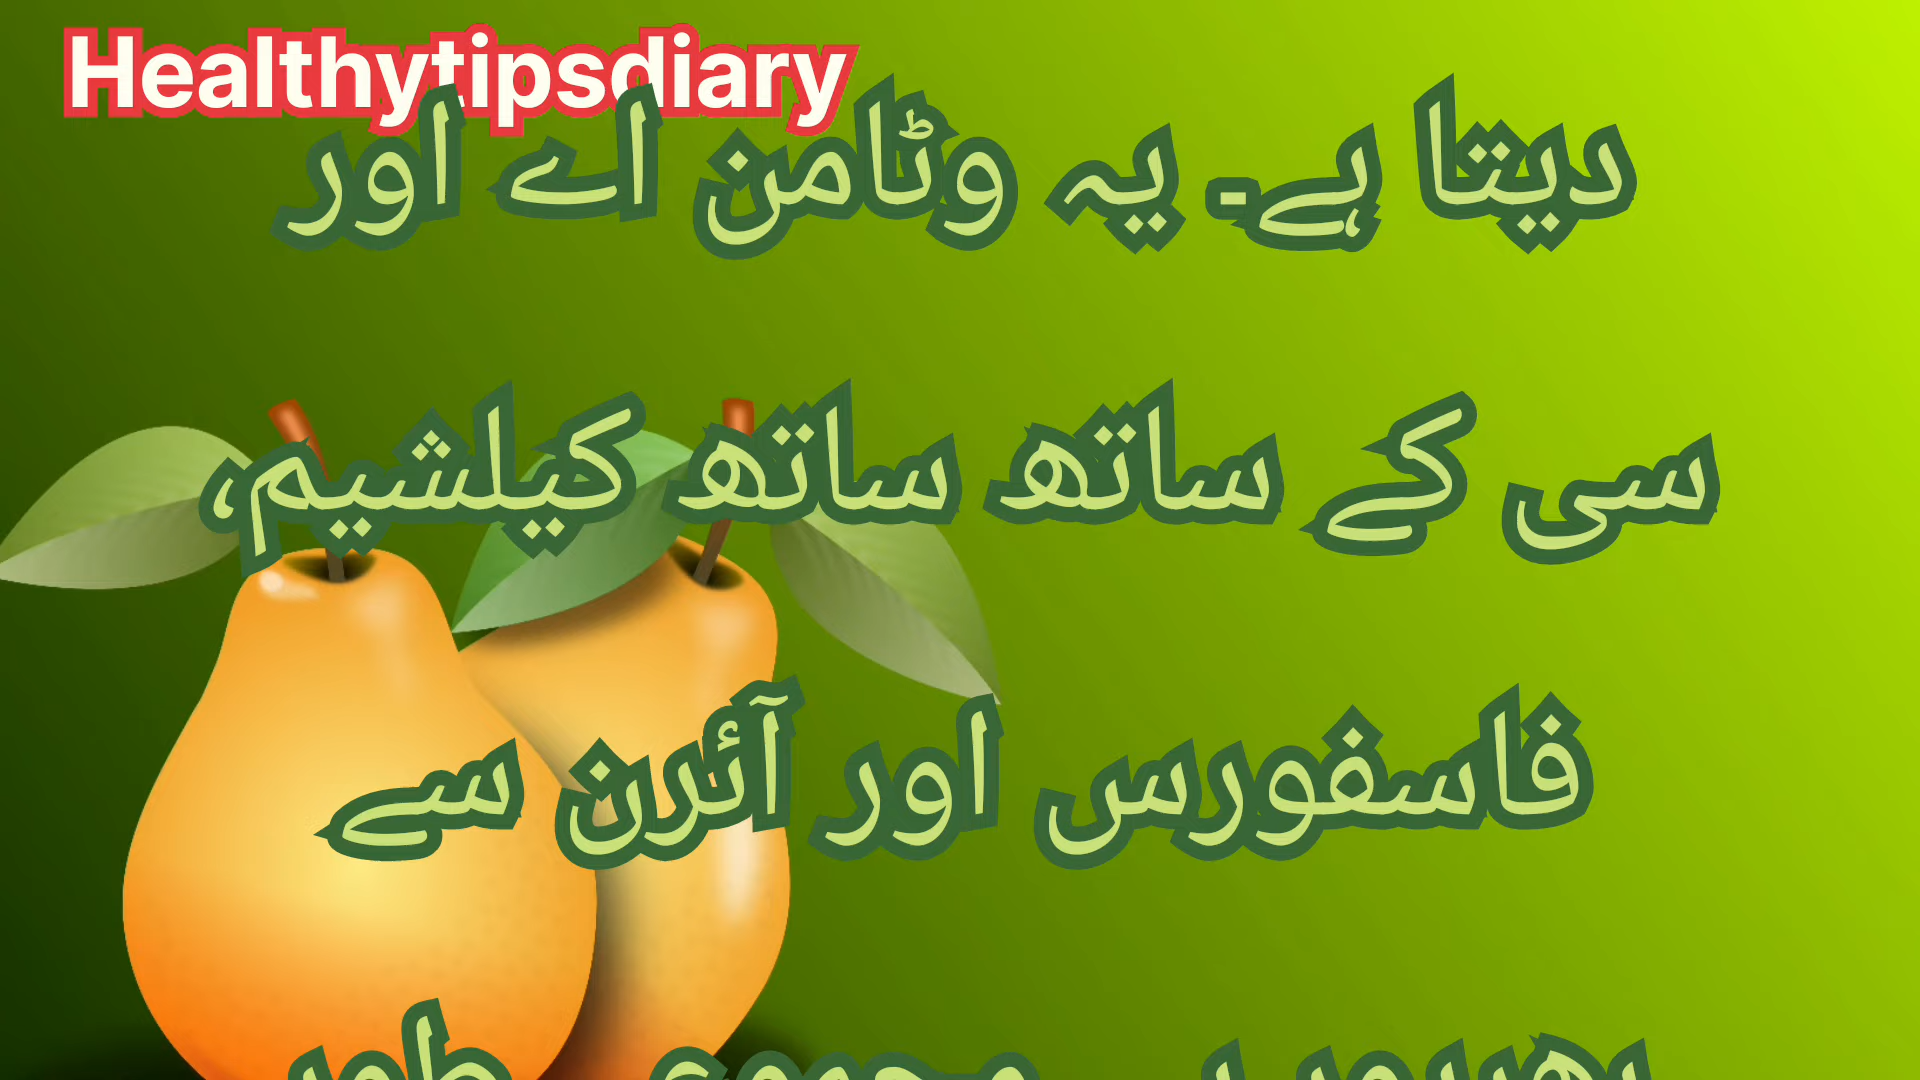 Healthytipsdiary
دیتا ہے۔ یہ وٹامن اے اور
سی کے ساتھ ساتھ کیلشیم،
فاسفورس اور آئرن سے